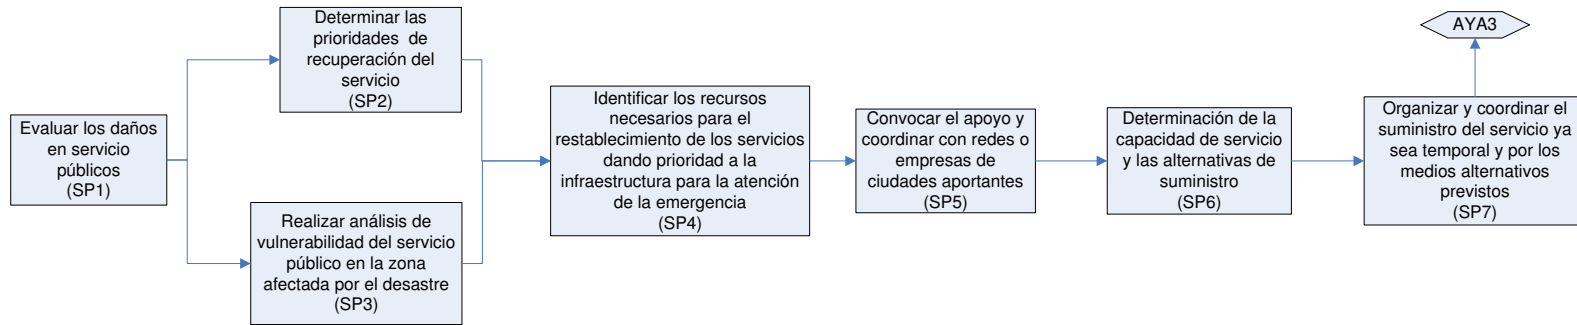 Evaluar los daños
en servicio
públicos
(SP1)
Determinar las
prioridades de
recuperación del
servicio
(SP2)
Realizar análisis de
vulnerabilidad del servicio
público en la zona
afectada por el desastre
(SP3)
Identificar los recursos
necesarios para el
restablecimiento de los servicios
dando prioridad a la
infraestructura para la atención
de la emergencia
(SP4)
Convocar el apoyo y
coordinar con redes o
empresas de
ciudades aportantes
(SP5)
Determinación de la
capacidad de servicio
y las alternativas de
suministro
(SP6)
Organizar y coordinar el
suministro del servicio ya
sea temporal y por los
medios alternativos
previstos
(SP7)
AYA3